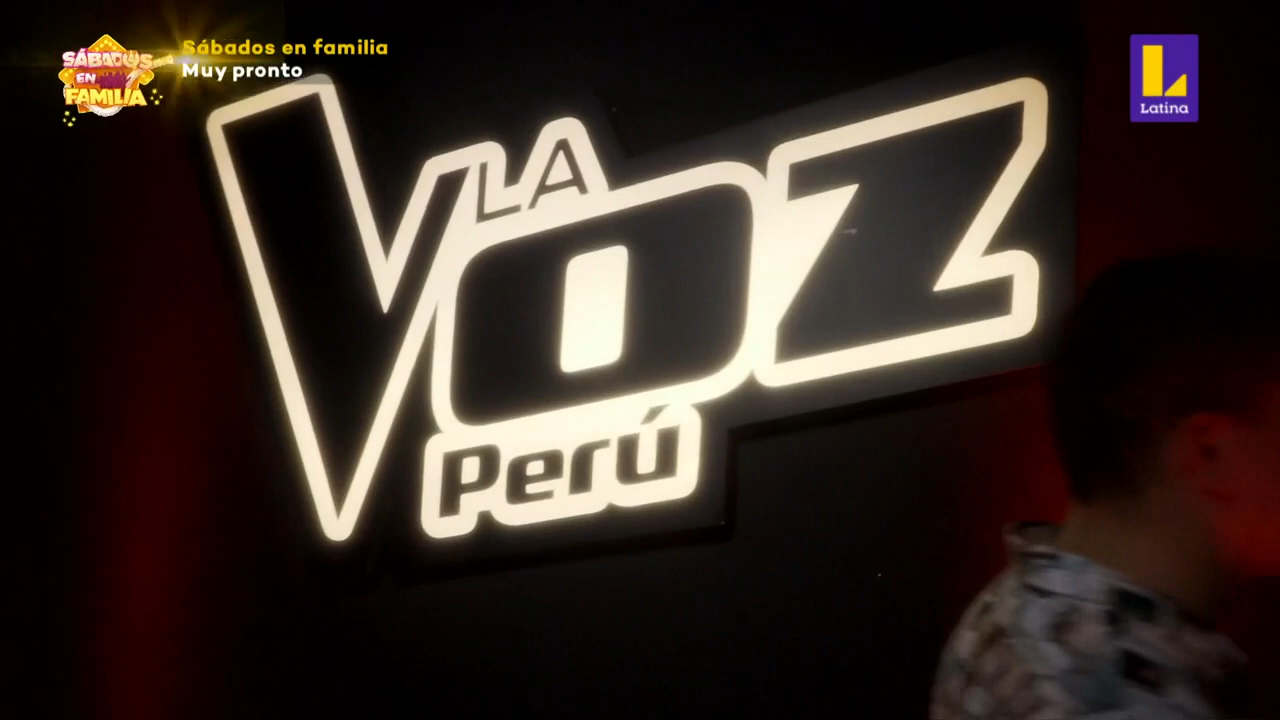 Sábados en familia
Muy pronto
SÁBADOS
EN
FAMILIA
Latina
LA
VOZ
Perú